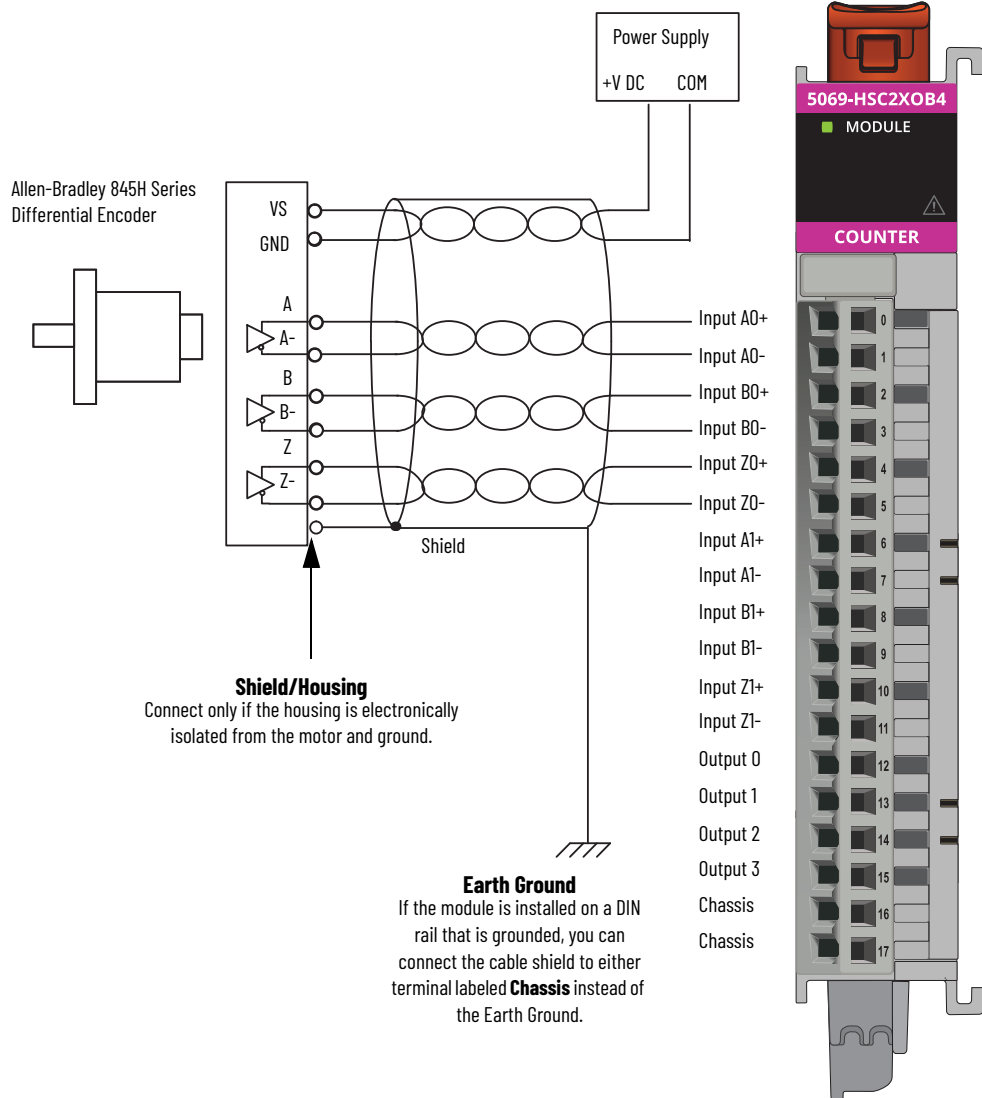 Power Supply
+V DC COM
5069-HSC2XOB4
MODULE
COUNTER
Allen-Bradley 845H Series
Differential Encoder
VS
GND
A
A-
B
B-
Z
Z-
Shield
Input A0+
0
Input A0-
1
Input B0+
2
Input B0-
3
Input Z0+
4
Input Z0-
5
Input A1+
6
Input A1-
7
Input B1+
8
Input B1-
9
Input Z1+
10
Input Z1-
11
Output 0
12
Output 1
13
Output 2
14
Output 3
15
Chassis
16
Chassis
17
Shield/Housing
Connect only if the housing is electronically
isolated from the motor and ground.
Earth Ground
If the module is installed on a DIN
rail that is grounded, you can
connect the cable shield to either
terminal labeled Chassis instead of
the Earth Ground.